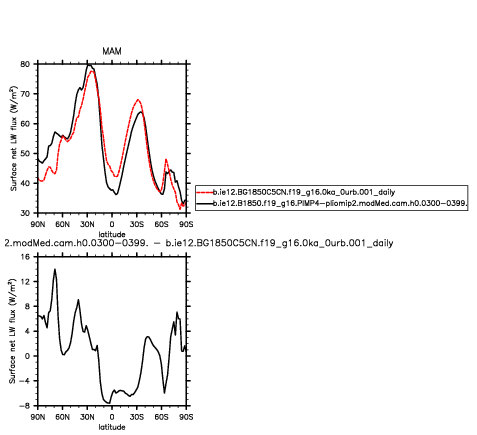 MAM
80
70
60
50
40
30
Surface net LW flux (W/m²)
90N 60N 30N 0 30S 60S 90S
latitude
b.ie12.BG1850C5CN.f19_g16.0ka_0urb.001_daily
b.ie12.B1850.f19_g16.PIMP4-pliomip2.modMed.cam.h0.0300-0399.
2.modMed.cam.h0.0300-0399. - b.ie12.BG1850C5CN.f19_g16.0ka_0urb.001_daily
16
12
8
4
0
-4
-8
Surface net LW flux (W/m²)
90N 60N 30N 0 30S 60S 90S
latitude